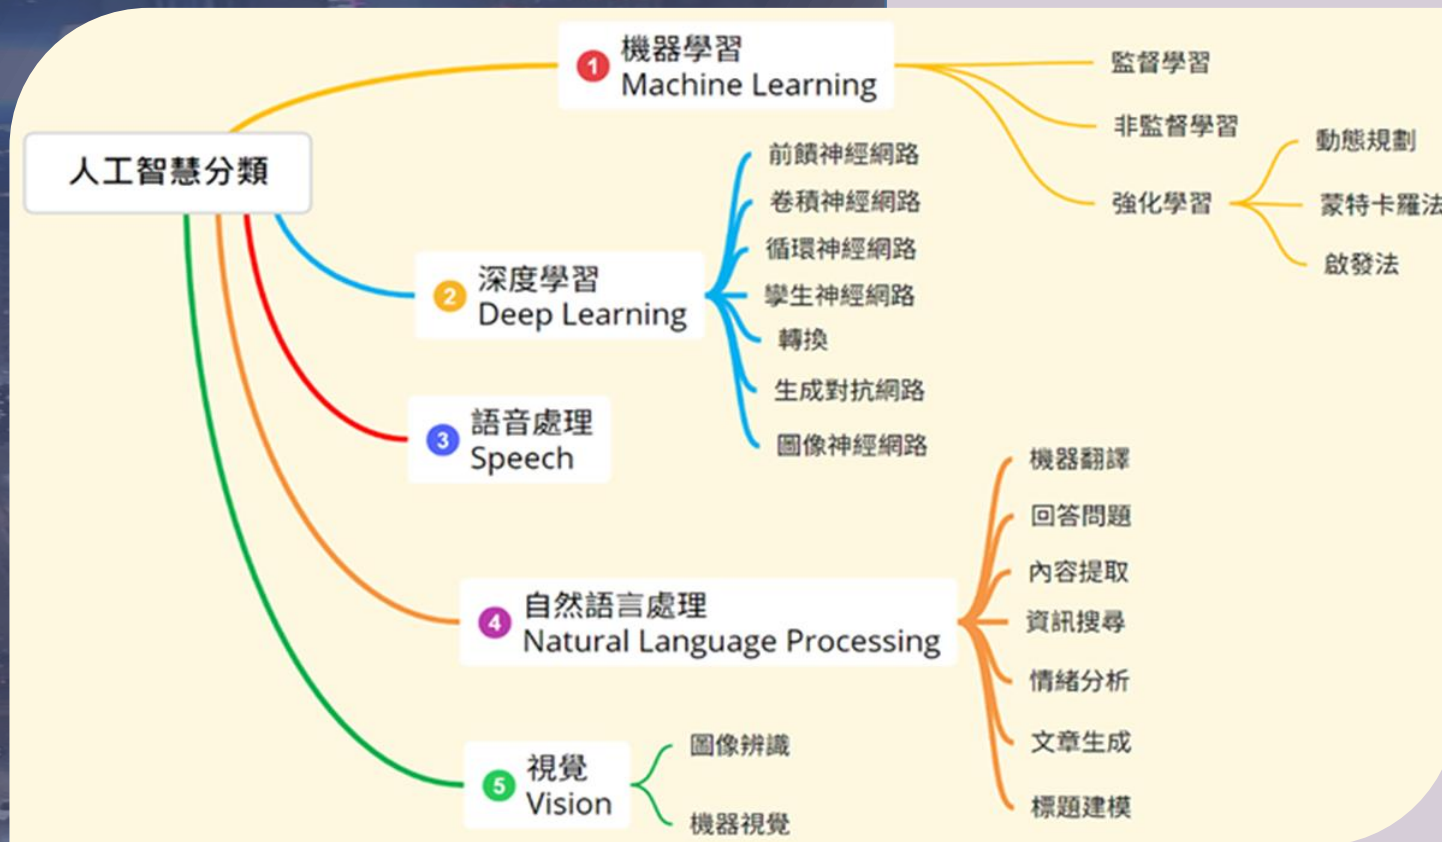 人工智慧分類
1
機器學習
Machine Learning
監督學習
非監督學習
強化學習
動態規劃
蒙特卡羅法
啟發法
2
深度學習
Deep Learning
前饋神經網路
卷積神經網路
循環神經網路
孿生神經網路
轉換
生成對抗網路
圖像神經網路
3
語音處理
Speech
4
自然語言處理
Natural Language Processing
機器翻譯
回答問題
內容提取
資訊搜尋
情緒分析
文章生成
標題建模
5
視覺
Vision
圖像辨識
機器視覺